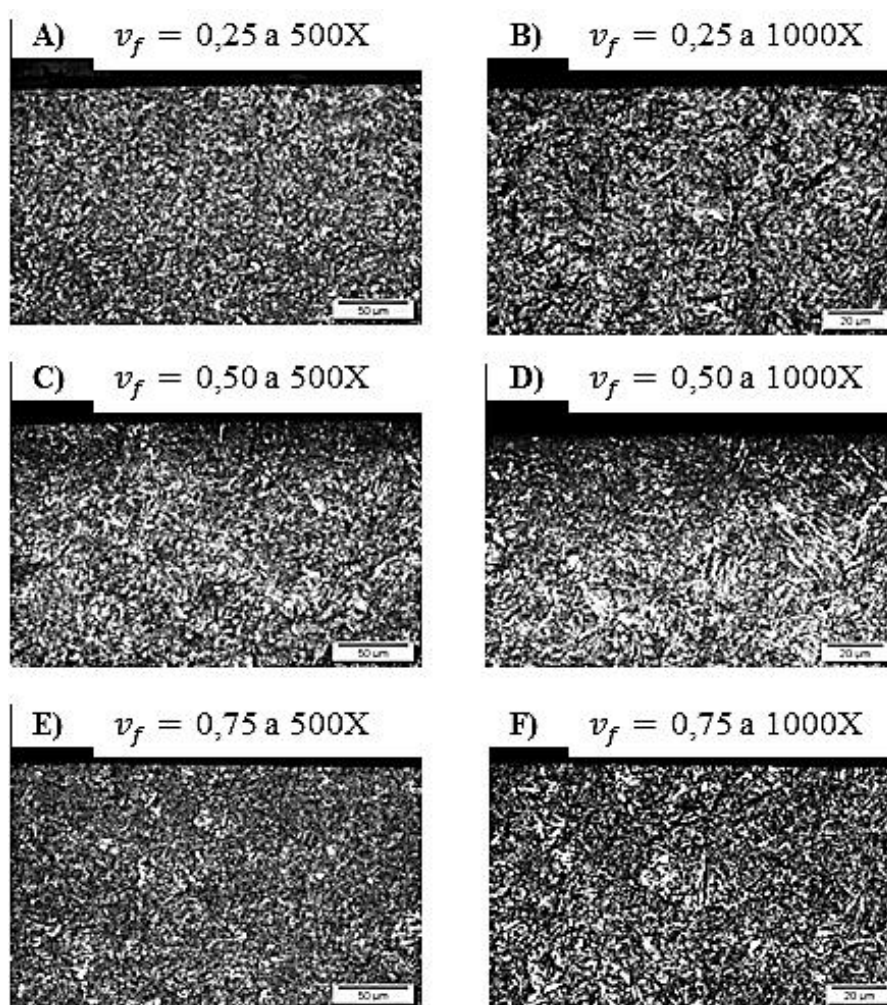 A) v_f = 0,25 a 500X
B) v_f = 0,25 a 1000X
50 µm
20 µm
C) v_f = 0,50 a 500X
D) v_f = 0,50 a 1000X
50 µm
20 µm
E) v_f = 0,75 a 500X
F) v_f = 0,75 a 1000X
50 µm
20 µm